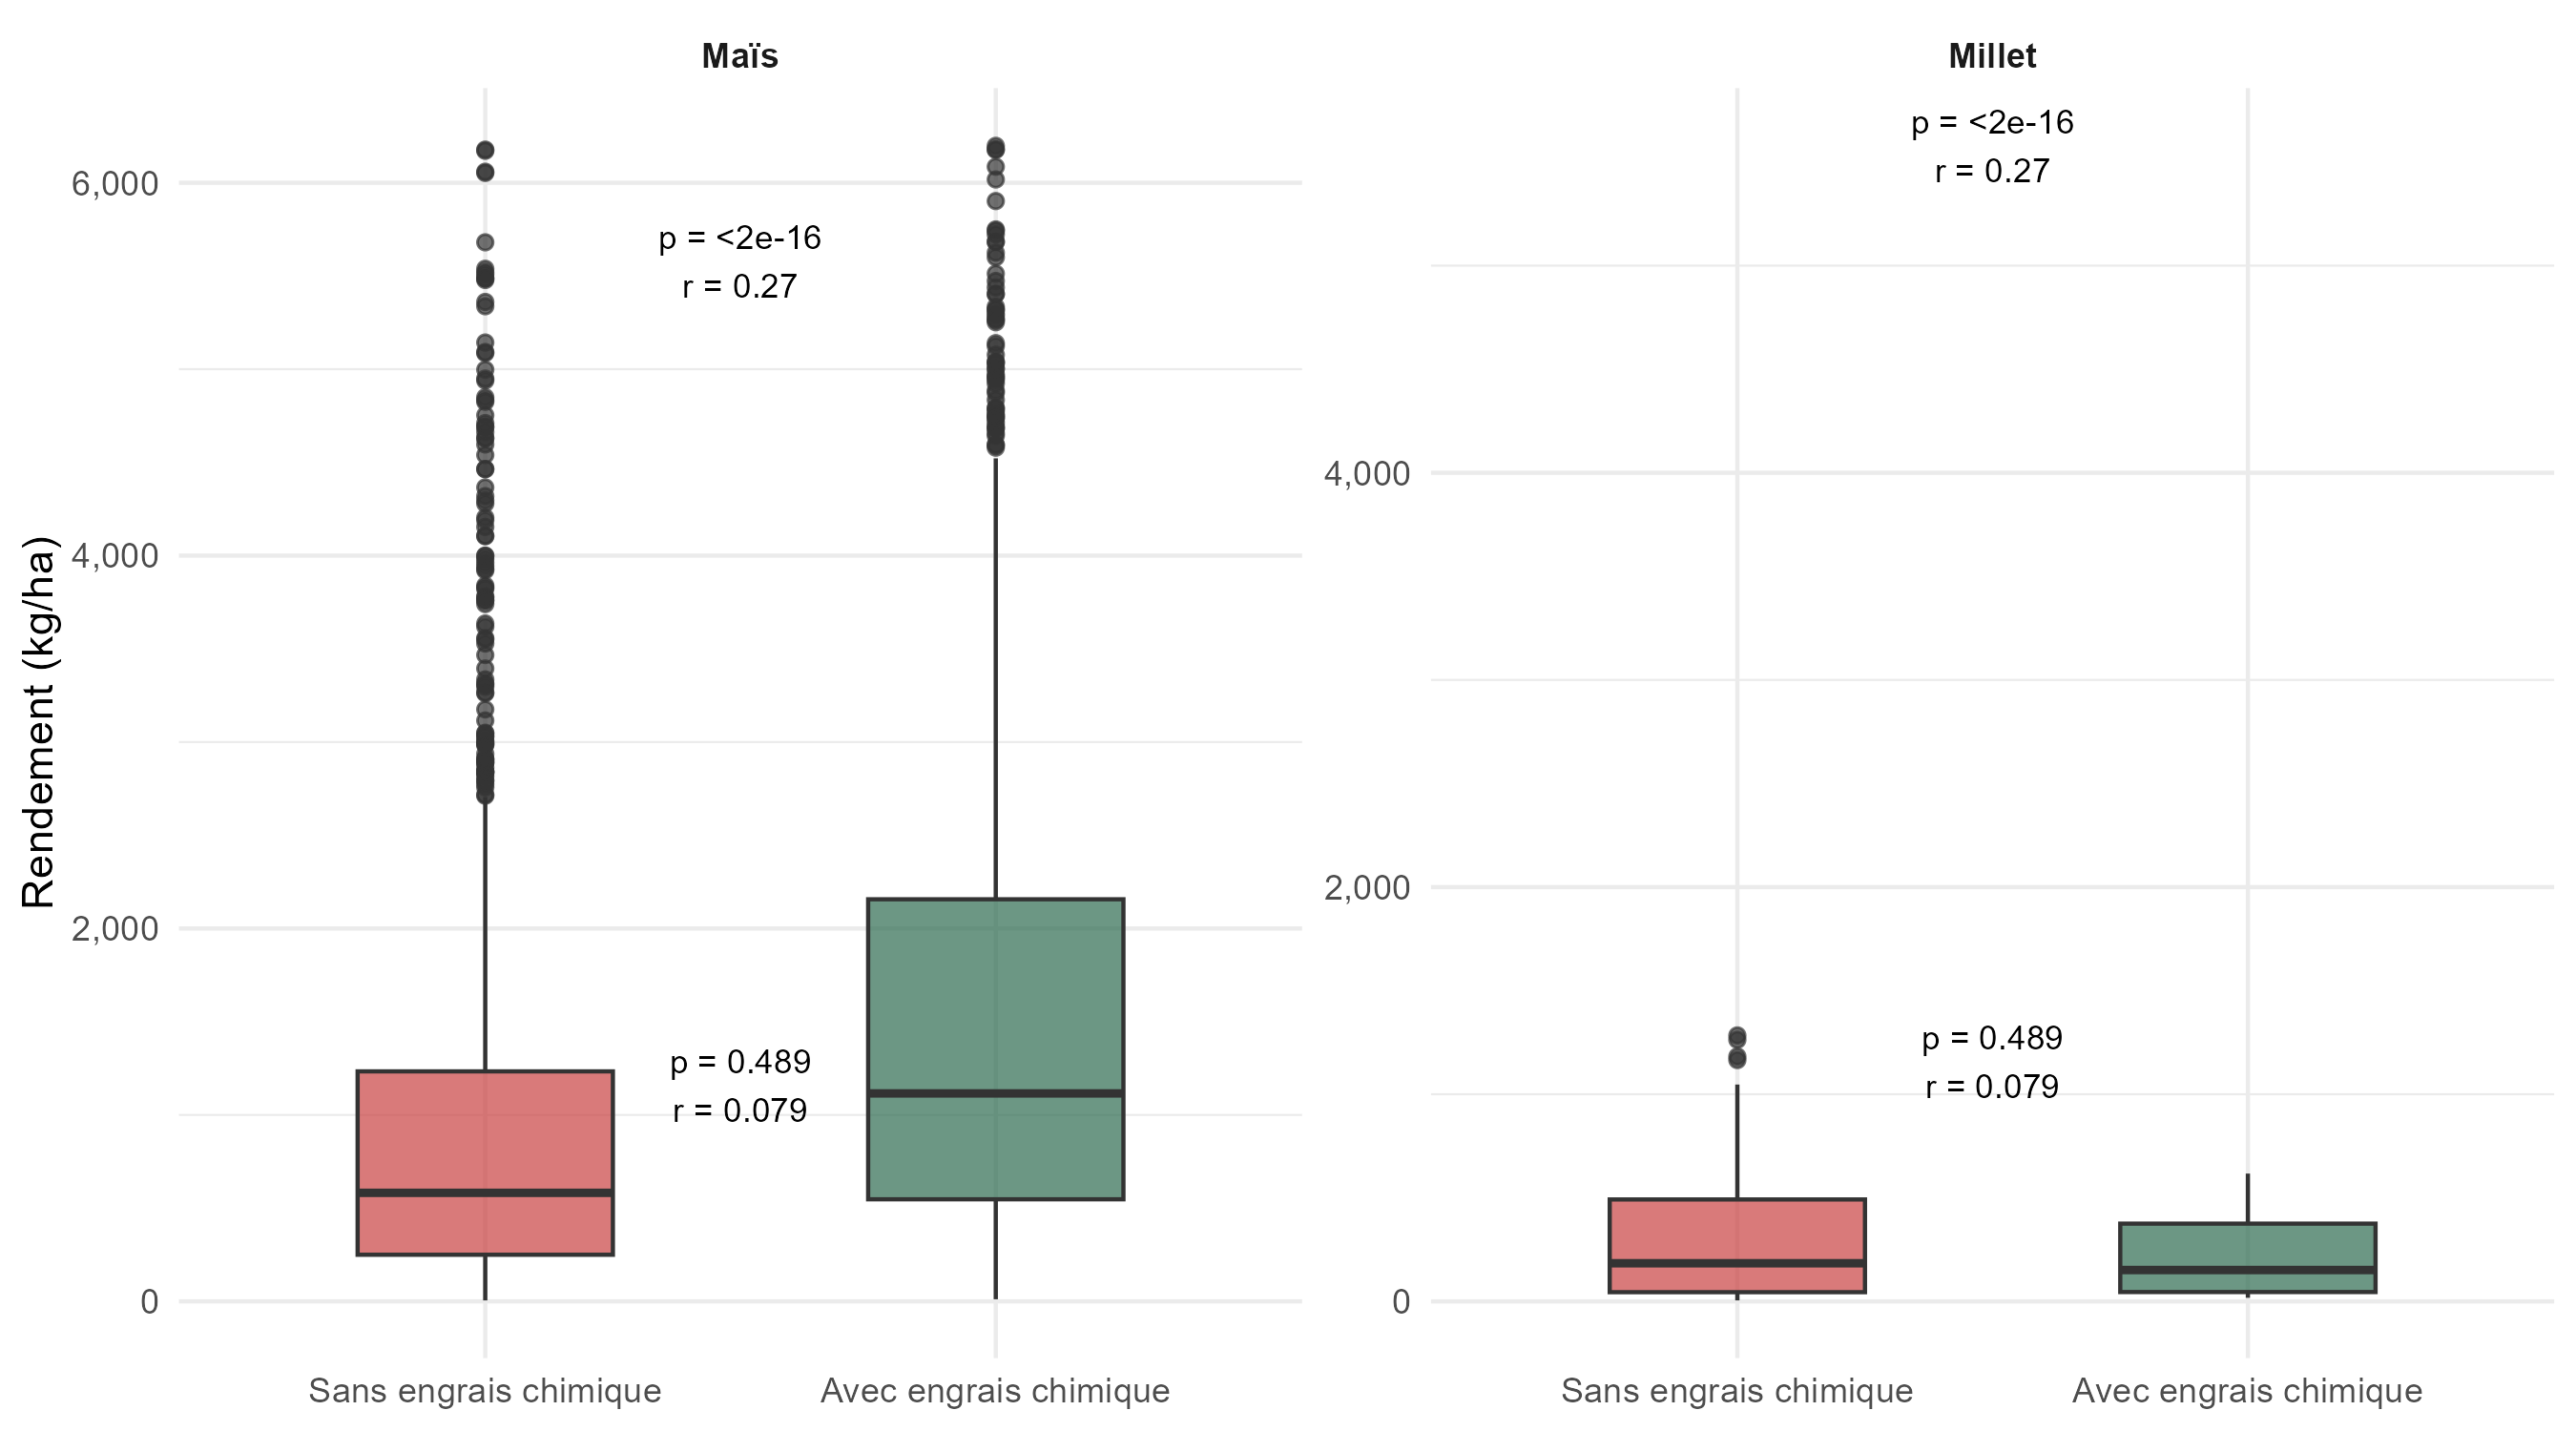 Maïs
Millet
Rendement (kg/ha)
6,000
4,000
2,000
0
p = <2e-16
r = 0.27
p = 0.489
r = 0.079
Sans engrais chimique
Avec engrais chimique
4,000
2,000
0
p = <2e-16
r = 0.27
p = 0.489
r = 0.079
Sans engrais chimique
Avec engrais chimique